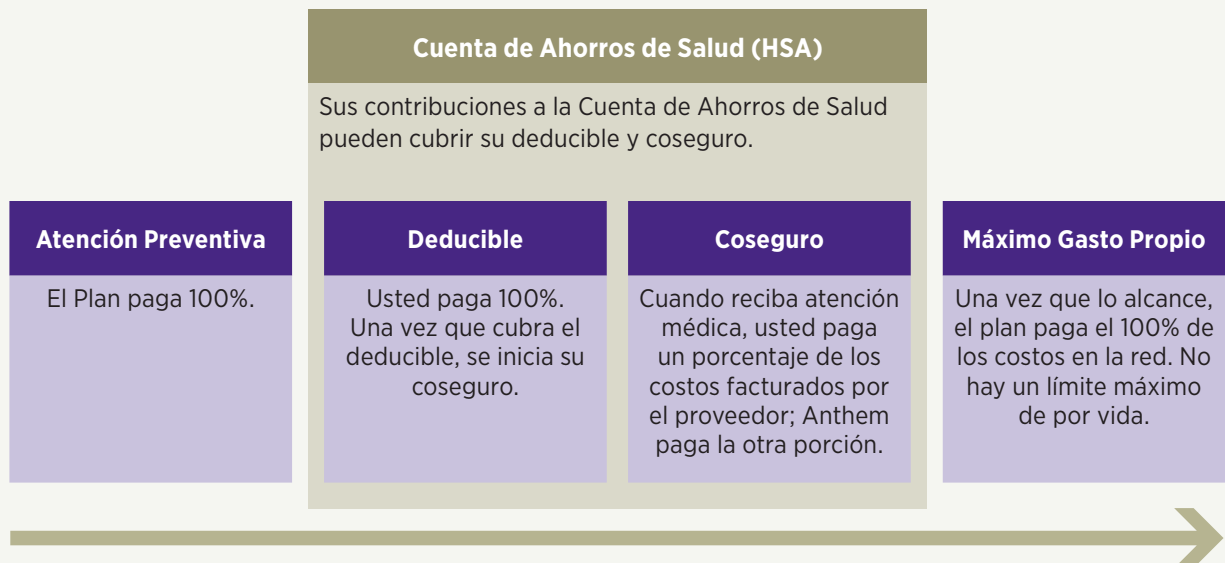 Cuenta de Ahorros de Salud (HSA)
Sus contribuciones a la Cuenta de Ahorros de Salud
pueden cubrir su deducible y coseguro.
Atención Preventiva
El Plan paga 100%.
Deducible
Usted paga 100%.
Una vez que cubra el
deducible, se inicia su
coseguro.
Coseguro
Cuando reciba atención
médica, usted paga
un porcentaje de los
costos facturados por
el proveedor; Anthem
paga la otra porción.
Máximo Gasto Propio
Una vez que lo alcance,
el plan paga el 100% de
los costos en la red. No
hay un límite máximo
de por vida.